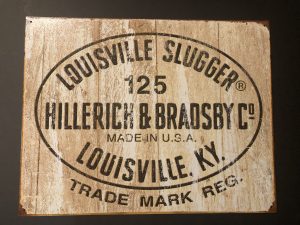 LOUISVILLE SLUGGER®
125
HILLERICH & BRADSBY Cº
MADE IN U.S.A.
LOUISVILLE, KY.
TRADE MARK REG.